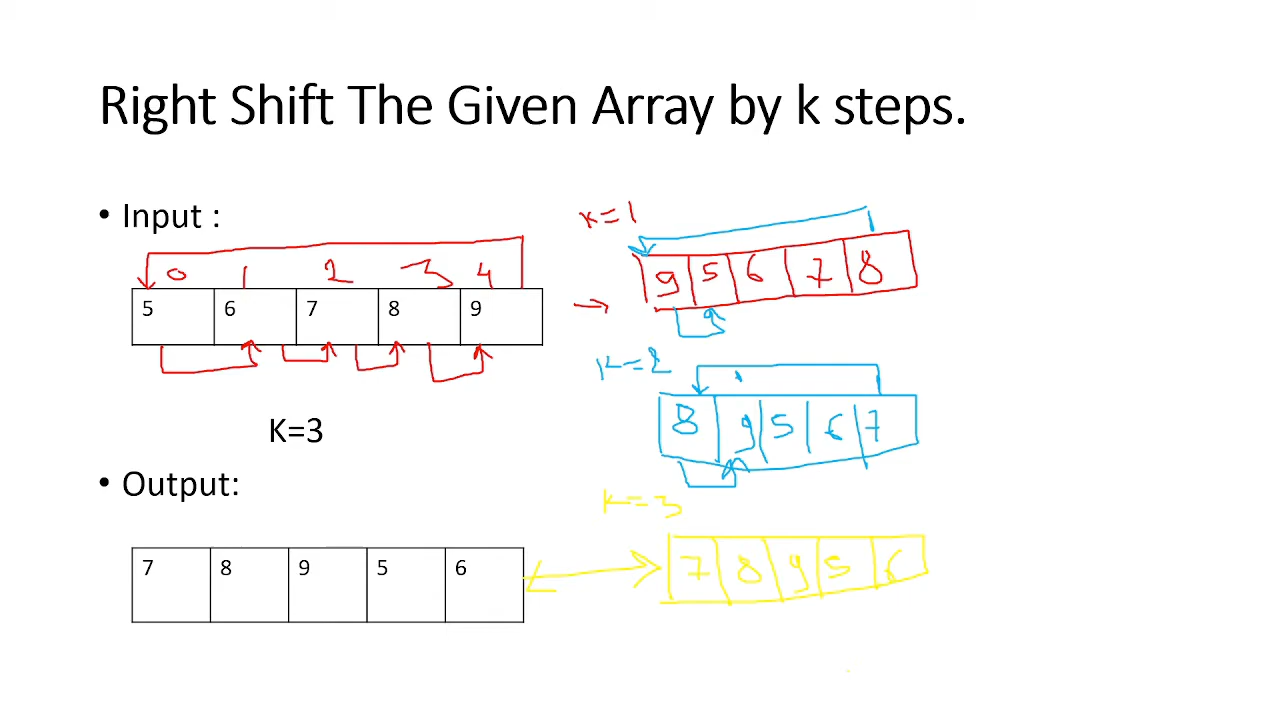 Right Shift The Given Array by k steps.
• Input :
0 1 2 3 4
5 6 7 8 9
K=3
• Output:
7 8 9 5 6
K=1
9 5 6 7 8
K=2
8 9 5 6 7
K=3
7 8 9 5 6